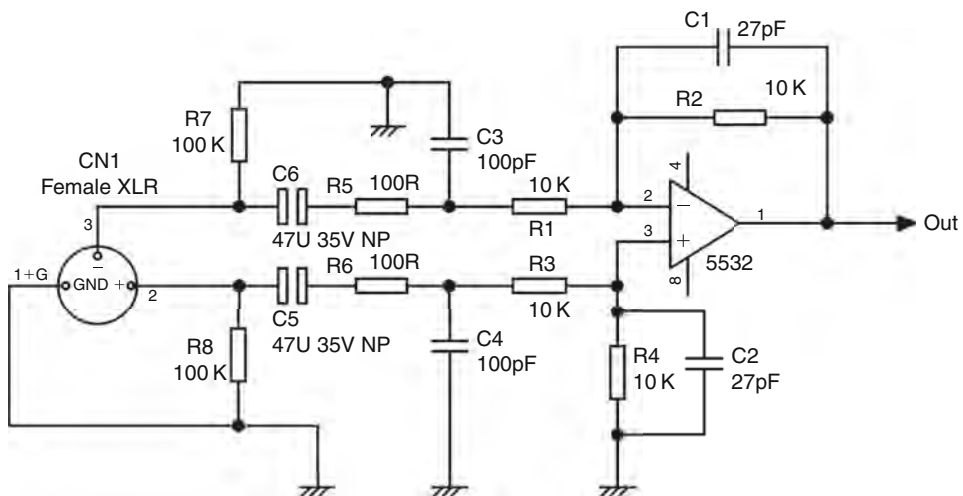 C1
27pF
10 K
R2
R7
100 K
C3
100pF
CN1
Female XLR
C6
R5
100R
10 K
R1
47U 35V NP
3
−
2
−
4
1
Out
3
+
5532
8
1+G
GND +
2
R6
100R
R3
10 K
C5
47U 35V NP
R8
100 K
C4
100pF
R4
10 K
C2
27pF